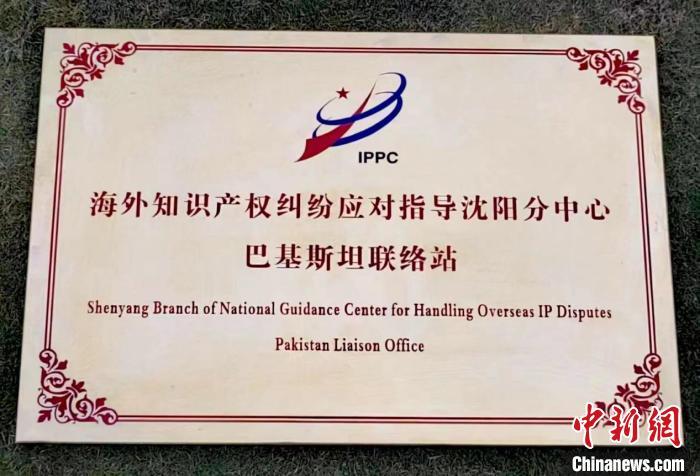 IPPC
海外知识产权纠纷应对指导沈阳分中心
巴基斯坦联络站
Shenyang Branch of National Guidance Center for Handling Overseas IP Disputes
Pakistan Liaison Office
中新网
Chinanews.com